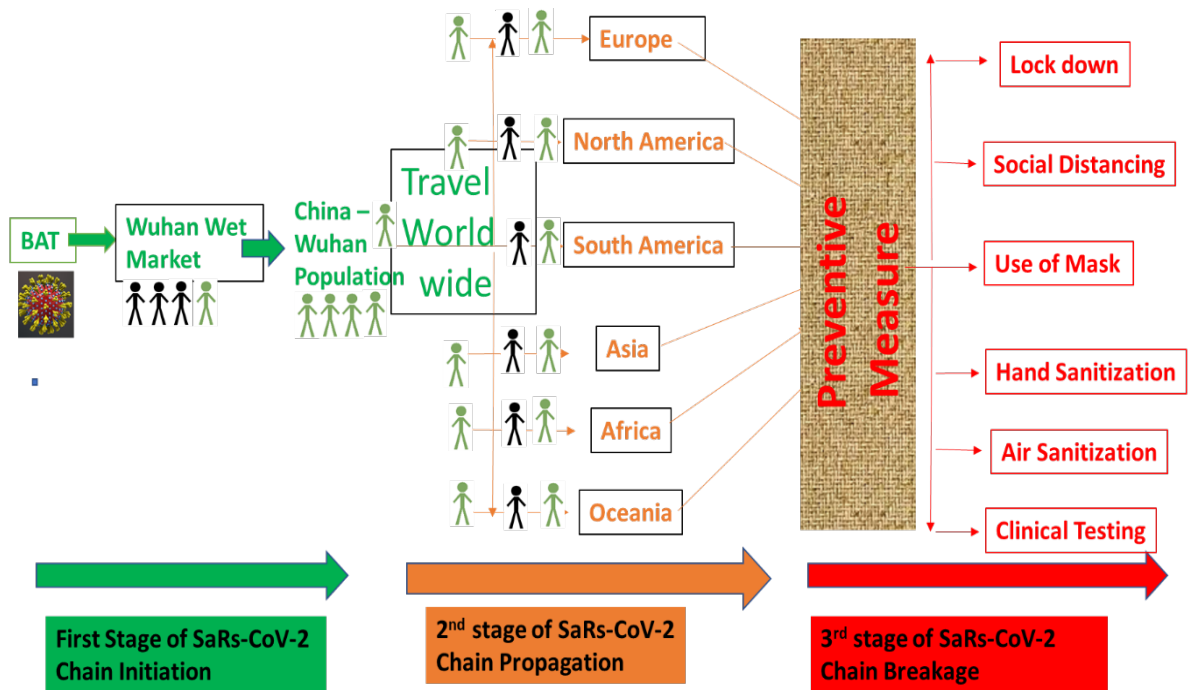 BAT
Wuhan Wet
Market
China –
Wuhan
Population
Travel
World
wide
Europe
North America
South America
Asia
Africa
Oceania
Preventive
Measure
Lock down
Social Distancing
Use of Mask
Hand Sanitization
Air Sanitization
Clinical Testing
First Stage of SaRs-CoV-2
Chain Initiation
2nd stage of SaRs-CoV-2
Chain Propagation
3rd stage of SaRs-CoV-2
Chain Breakage